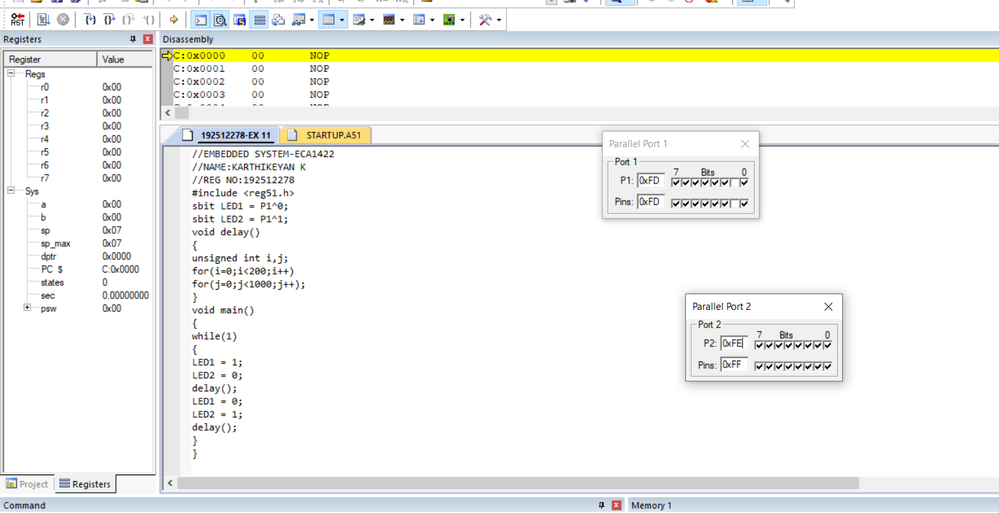 RST
Registers
Disassembly
Register Value
Regs
r0 0x00
r1 0x00
r2 0x00
r3 0x00
r4 0x00
r5 0x00
r6 0x00
r7 0x00
Sys
a 0x00
b 0x00
sp 0x07
sp_max 0x07
dptr 0x0000
PC $ C:0x0000
states 0
sec 0.00000000
psw 0x00
Project Registers
C:0x0000 00 NOP
C:0x0001 00 NOP
C:0x0002 00 NOP
C:0x0003 00 NOP
192512278-EX 11 STARTUP.A51
//EMBEDDED SYSTEM-ECA1422
//NAME:KARTHIKEYAN K
//REG NO:192512278
#include <reg51.h>
sbit LED1 = P1^0;
sbit LED2 = P1^1;
void delay()
{
unsigned int i,j;
for(i=0;i<200;i++)
for(j=0;j<1000;j++);
}
void main()
{
while(1)
{
LED1 = 1;
LED2 = 0;
delay();
LED1 = 0;
LED2 = 1;
delay();
}
}
Parallel Port 1
Port 1
7 Bits 0
P1: 0xFD
Pins: 0xFD
Parallel Port 2
Port 2
7 Bits 0
P2: 0xFE
Pins: 0xFF
Command
Memory 1